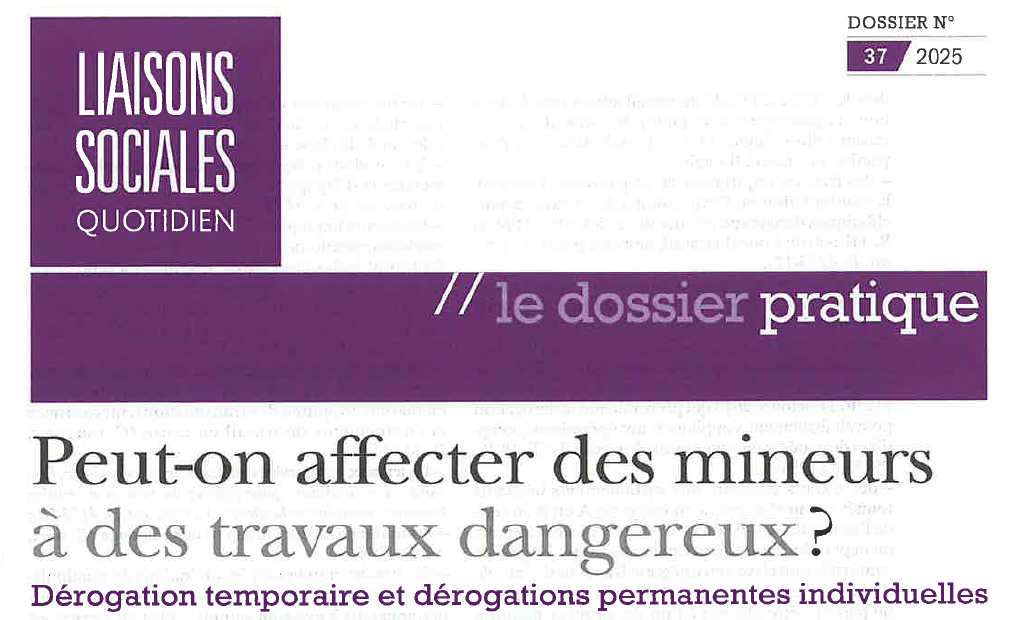 LIAISONS
SOCIALES
QUOTIDIEN
DOSSIER N°
37 2025
// le dossier pratique
Peut-on affecter des mineurs
à des travaux dangereux?
Dérogation temporaire et dérogations permanentes individuelles